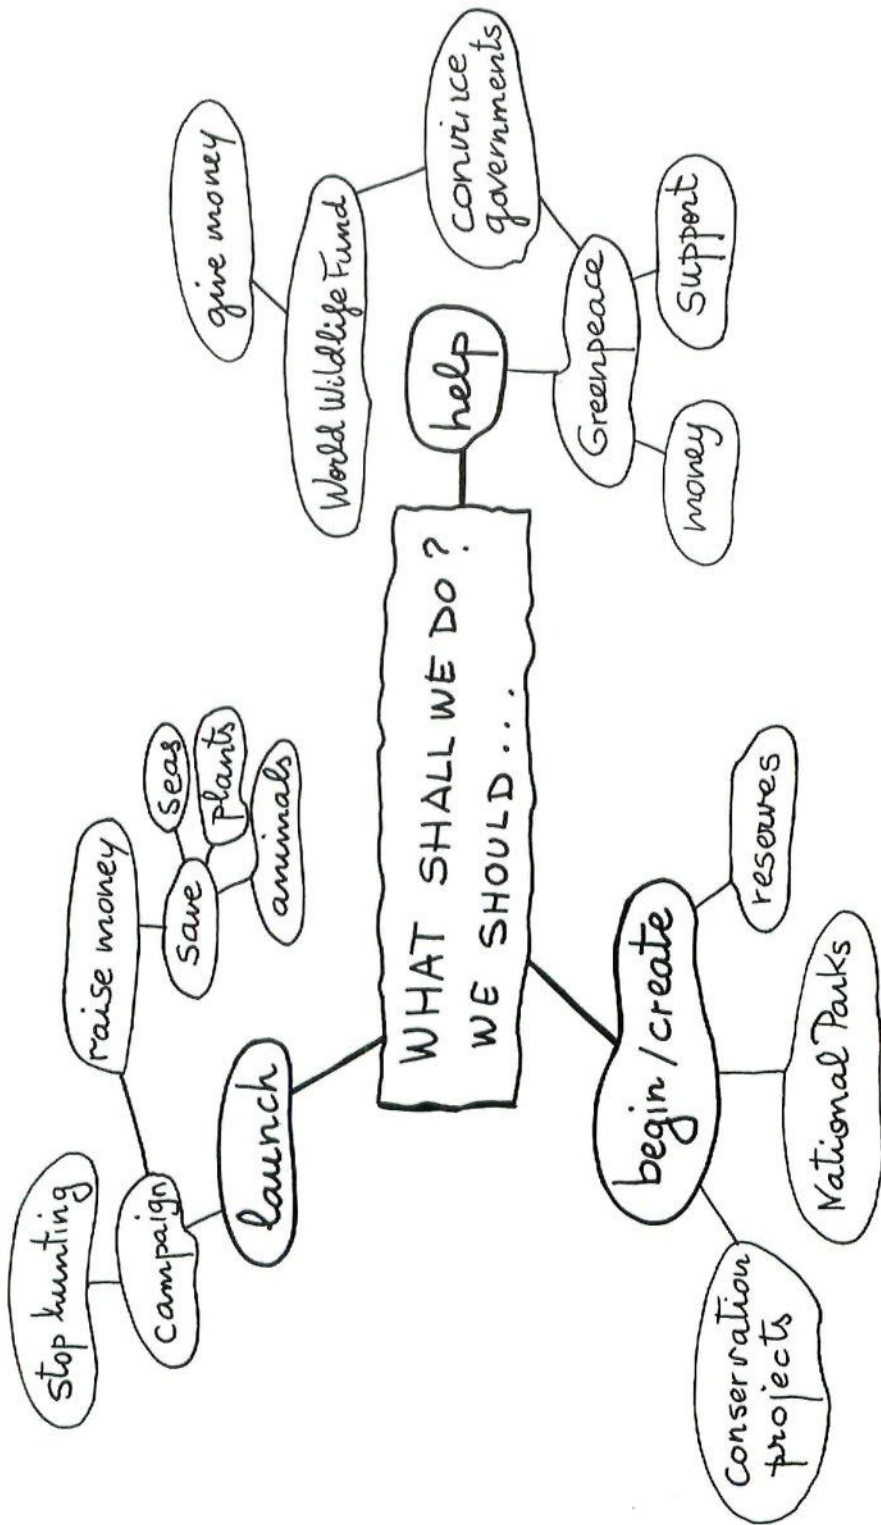 WHAT SHALL WE DO?
WE SHOULD....
launch
campaign
stop hunting
raise money
save
seas
plants
animals
help
World Wildlife Fund
give money
convince
governments
Greenpeace
support
money
begin/create
conservation
projects
National Parks
reserves